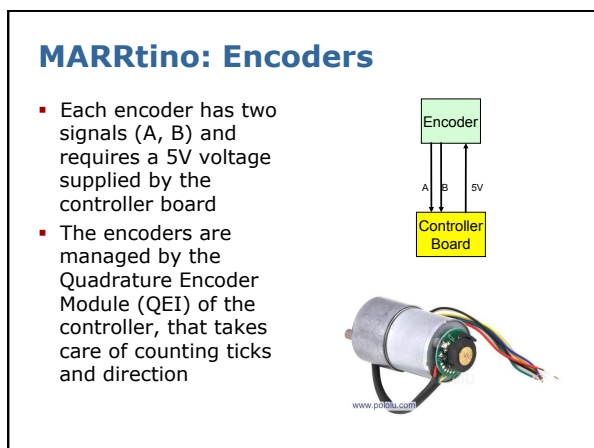 MARRtino: Encoders
Each encoder has two
signals (A, B) and
requires a 5V voltage
supplied by the
controller board
The encoders are
managed by the
Quadrature Encoder
Module (QEI) of the
controller, that takes
care of counting ticks
and direction
Encoder
A B 5V
Controller
Board
www.pololu.com